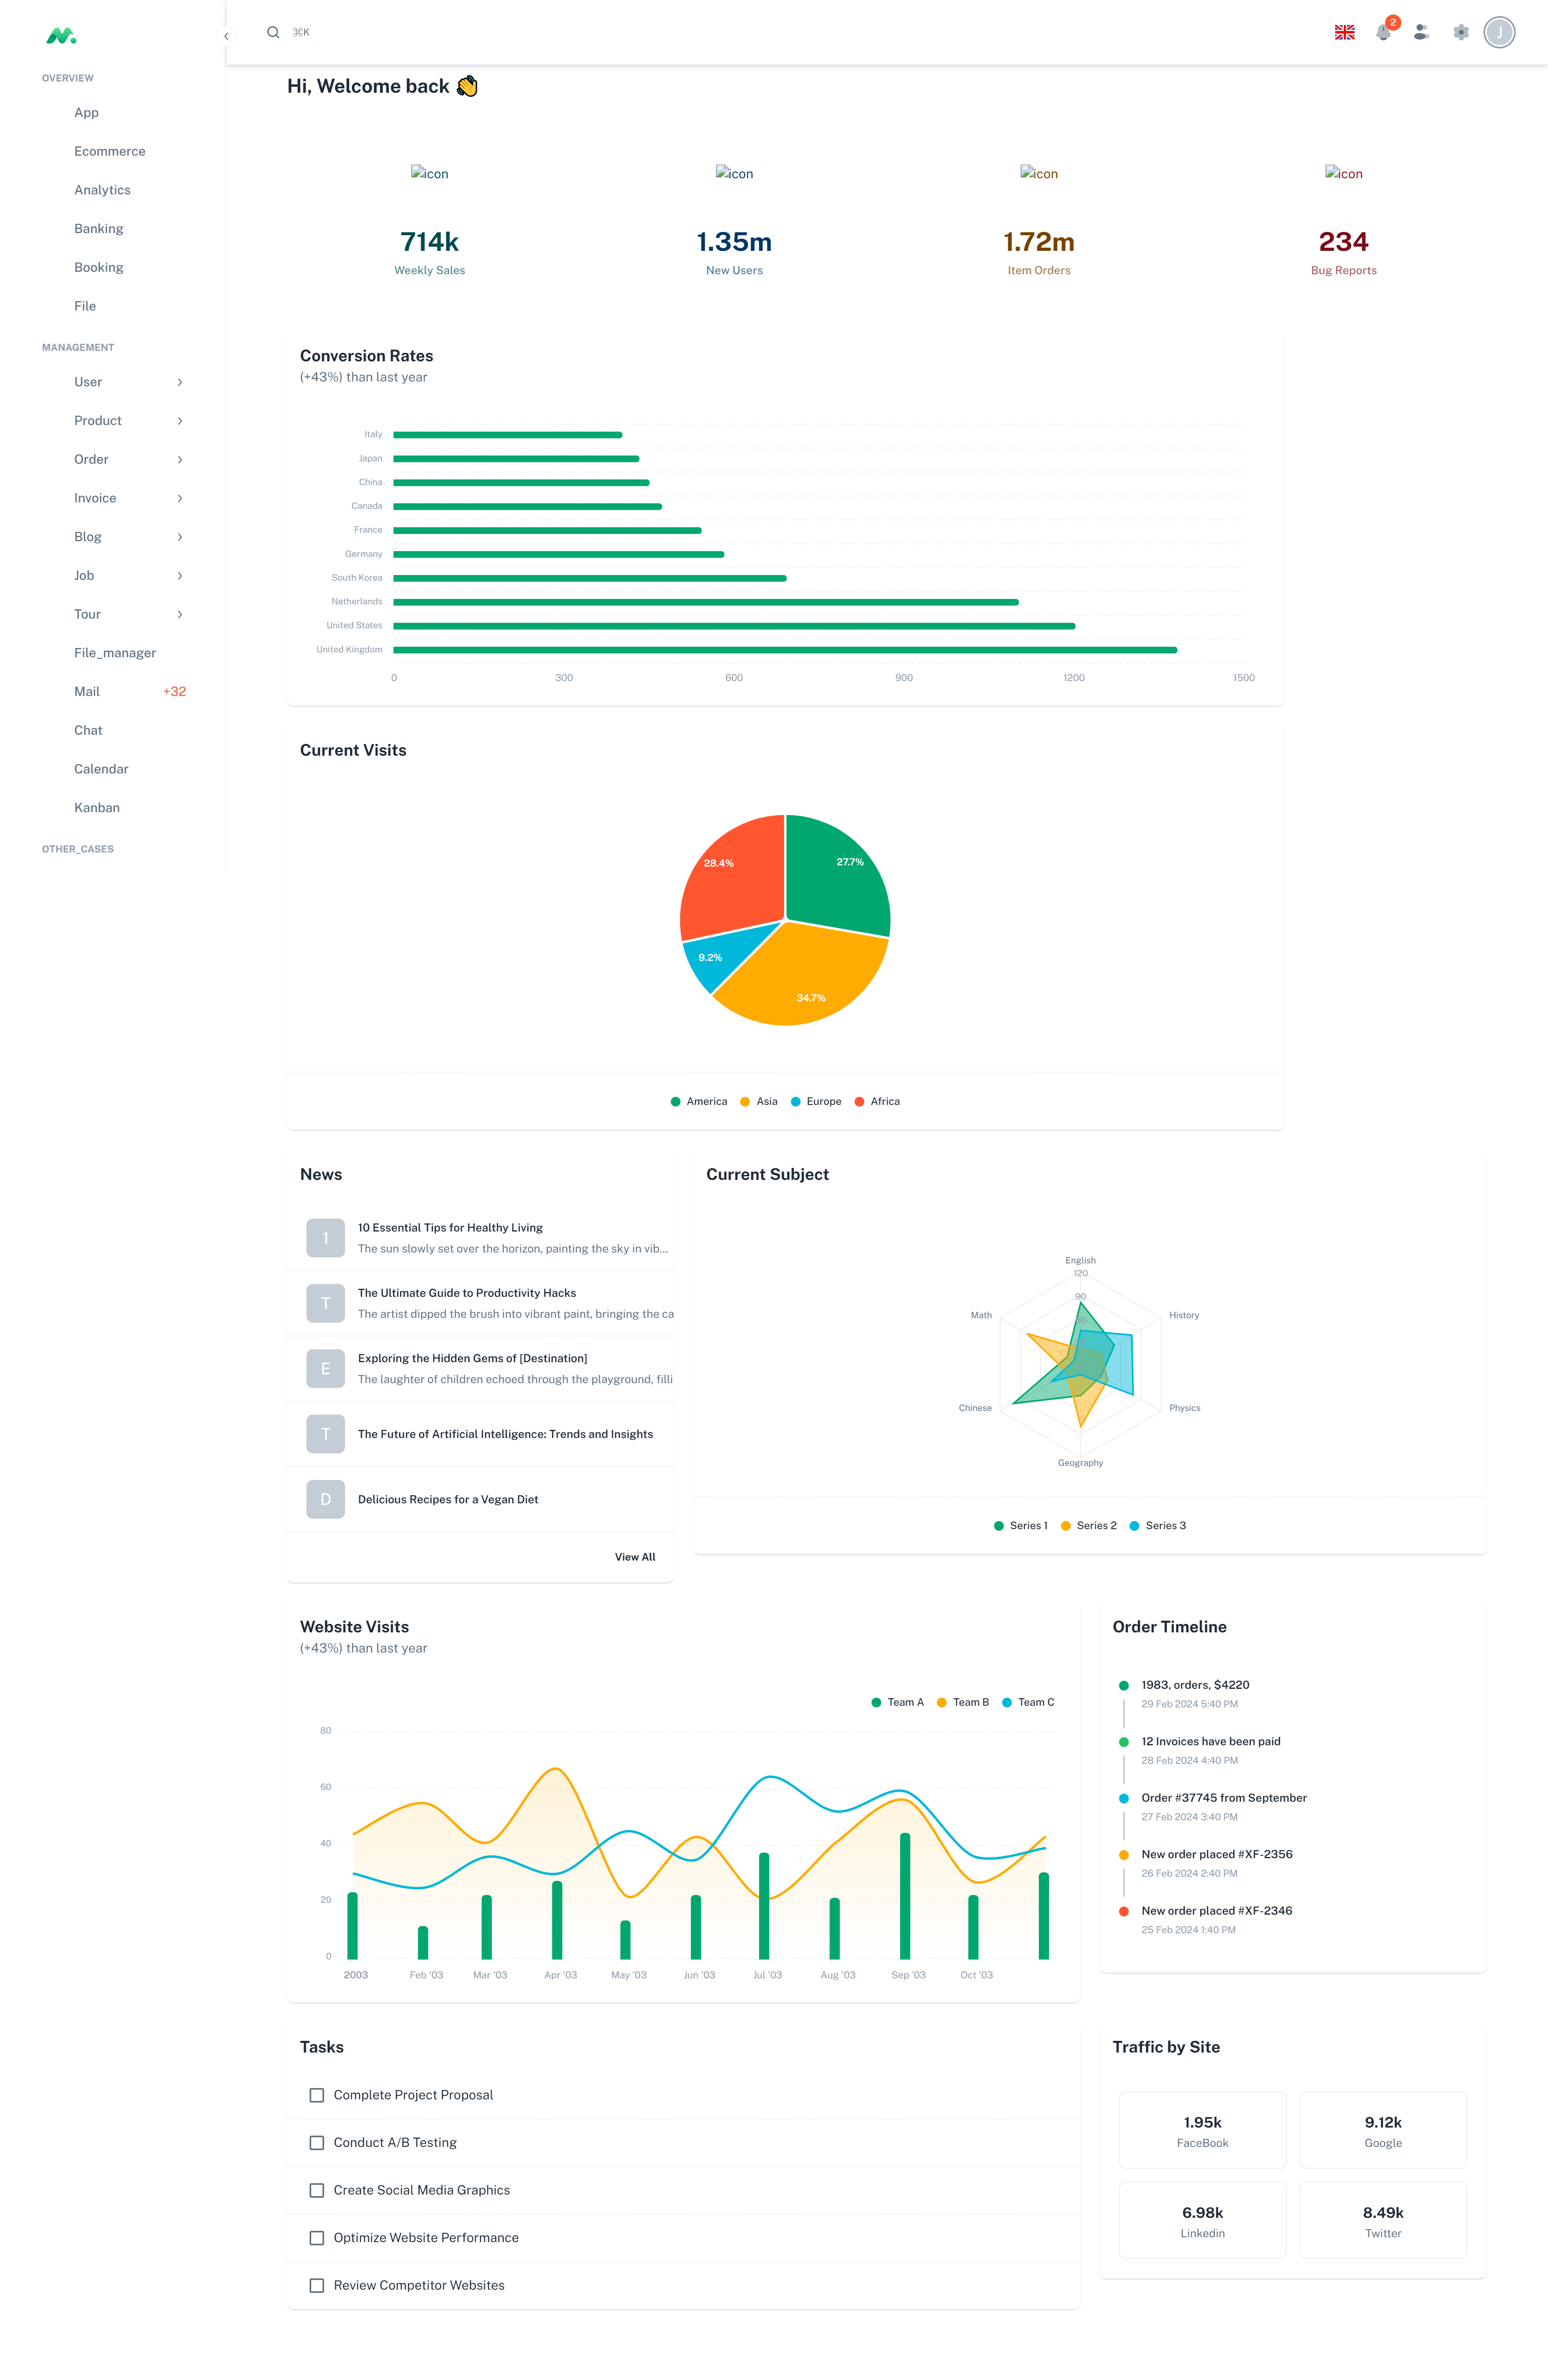 ⌘K
2
J
OVERVIEW
App
Ecommerce
Analytics
Banking
Booking
File
MANAGEMENT
User
Product
Order
Invoice
Blog
Job
Tour
File_manager
Mail +32
Chat
Calendar
Kanban
OTHER_CASES
Hi, Welcome back 👋
icon
714k
Weekly Sales
icon
1.35m
New Users
icon
1.72m
Item Orders
icon
234
Bug Reports
Conversion Rates
(+43%) than last year
Italy
Japan
China
Canada
France
Germany
South Korea
Netherlands
United States
United Kingdom
0 300 600 900 1200 1500
Current Visits
28.4% 27.7%
9.2%
34.7%
America Asia Europe Africa
News
1
10 Essential Tips for Healthy Living
The sun slowly set over the horizon, painting the sky in vib...
T
The Ultimate Guide to Productivity Hacks
The artist dipped the brush into vibrant paint, bringing the ca
E
Exploring the Hidden Gems of [Destination]
The laughter of children echoed through the playground, filli
T
The Future of Artificial Intelligence: Trends and Insights
D
Delicious Recipes for a Vegan Diet
View All
Current Subject
English
120
90
Math History
Chinese Physics
Geography
Series 1 Series 2 Series 3
Website Visits
(+43%) than last year
Team A Team B Team C
80
60
40
20
0
2003 Feb '03 Mar '03 Apr '03 May '03 Jun '03 Jul '03 Aug '03 Sep '03 Oct '03
Order Timeline
1983, orders, $4220
29 Feb 2024 5:40 PM
12 Invoices have been paid
28 Feb 2024 4:40 PM
Order #37745 from September
27 Feb 2024 3:40 PM
New order placed #XF-2356
26 Feb 2024 2:40 PM
New order placed #XF-2346
25 Feb 2024 1:40 PM
Tasks
Complete Project Proposal
Conduct A/B Testing
Create Social Media Graphics
Optimize Website Performance
Review Competitor Websites
Traffic by Site
1.95k
FaceBook
9.12k
Google
6.98k
Linkedin
8.49k
Twitter